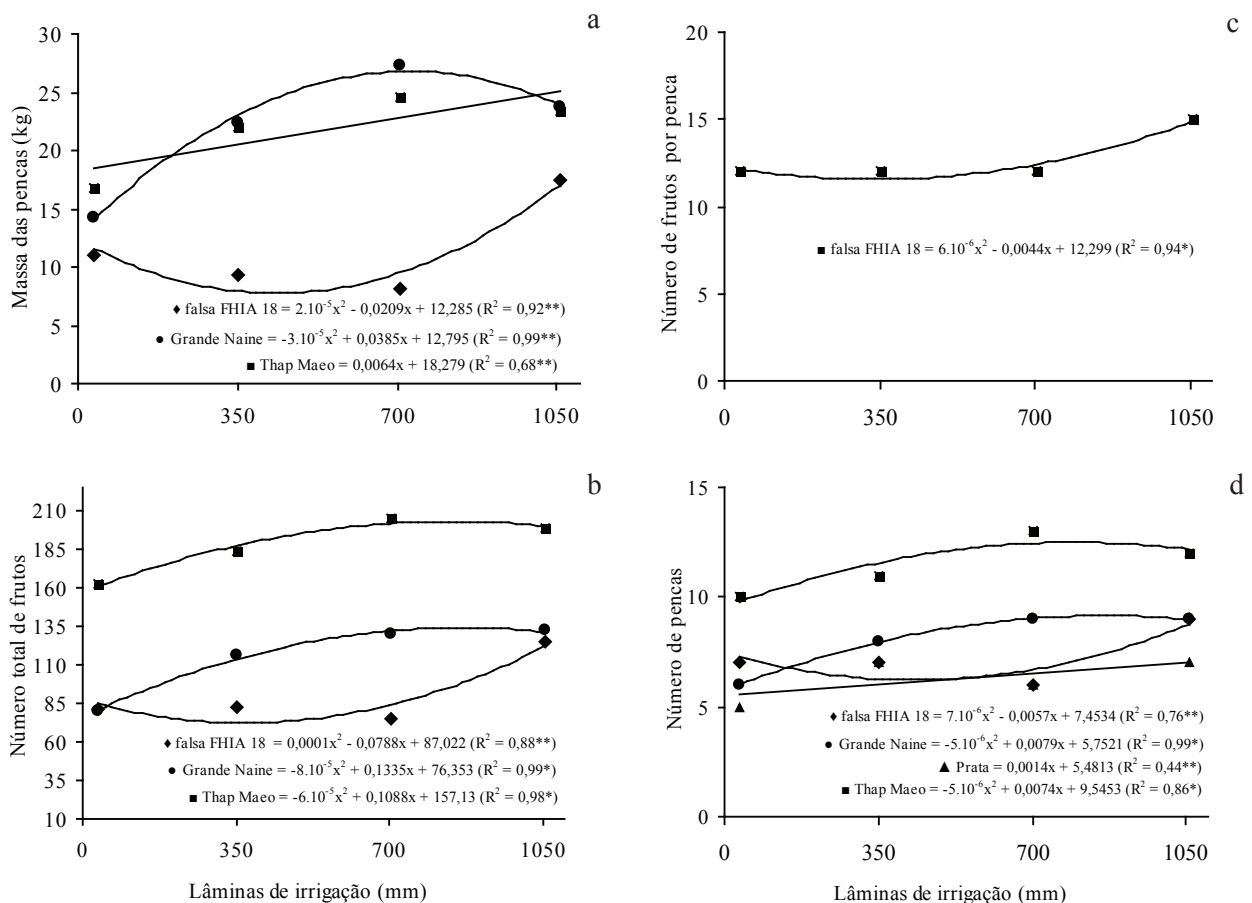 a
Massa das pencas (kg)
30
25
20
15
10
5
0
♦ falsa FHIA 18 = 2.10⁻⁵x² - 0,0209x + 12,285 (R² = 0,92**)
● Grande Naine = -3.10⁻⁵x² + 0,0385x + 12,795 (R² = 0,99**)
■ Thap Maeo = 0,0064x + 18,279 (R² = 0,68**)
0 350 700 1050
c
Número de frutos por penca
20
15
10
5
0
■ falsa FHIA 18 = 6.10⁻⁶x² - 0,0044x + 12,299 (R² = 0,94*)
0 350 700 1050
b
Número total de frutos
210
185
160
135
110
85
60
35
10
♦ falsa FHIA 18 = 0,0001x² - 0,0788x + 87,022 (R² = 0,88**)
● Grande Naine = -8.10⁻⁵x² + 0,1335x + 76,353 (R² = 0,99*)
■ Thap Maeo = -6.10⁻⁵x² + 0,1088x + 157,13 (R² = 0,98*)
0 350 700 1050
Lâminas de irrigação (mm)
d
Número de pencas
15
10
5
0
♦ falsa FHIA 18 = 7.10⁻⁶x² - 0,0057x + 7,4534 (R² = 0,76**)
● Grande Naine = -5.10⁻⁶x² + 0,0079x + 5,7521 (R² = 0,99*)
▲ Prata = 0,0014x + 5,4813 (R² = 0,44**)
■ Thap Maeo = -5.10⁻⁶x² + 0,0074x + 9,5453 (R² = 0,86*)
0 350 700 1050
Lâminas de irrigação (mm)